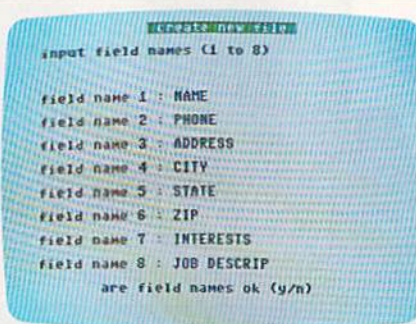 create new file
input field names (1 to 8)
field name 1 : NAME
field name 2 : PHONE
field name 3 : ADDRESS
field name 4 : CITY
field name 5 : STATE
field name 6 : ZIP
field name 7 : INTERESTS
field name 8 : JOB DESCRIP
are field names ok (y/n)